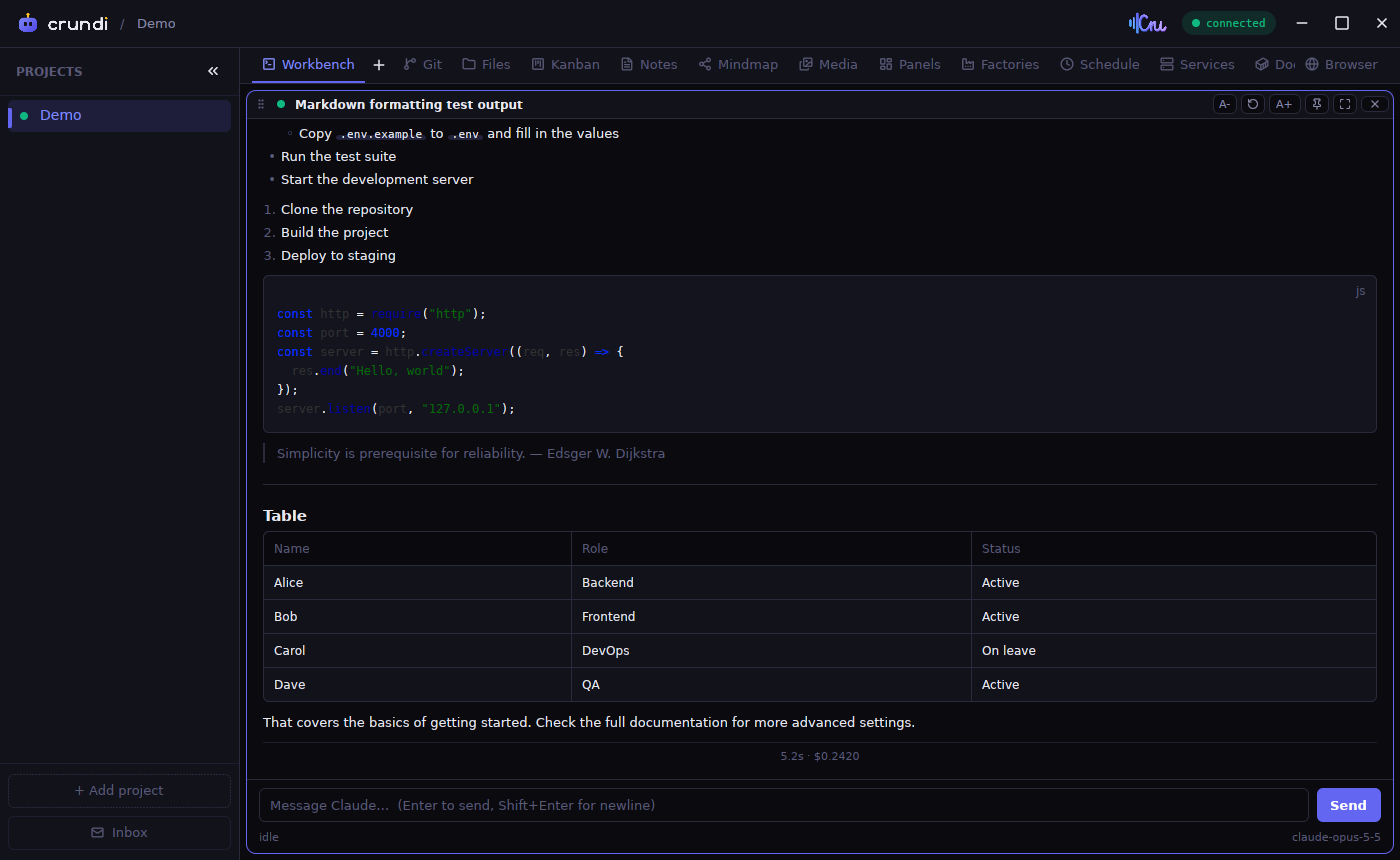 crundi / Demo
Cru
connected
PROJECTS
Workbench
Git
Files
Kanban
Notes
Mindmap
Media
Panels
Factories
Schedule
Services
Doc
Browser
Demo
Markdown formatting test output
A-
A+
Copy .env.example to .env and fill in the values
Run the test suite
Start the development server
1. Clone the repository
2. Build the project
3. Deploy to staging
js
const http = require("http");
const port = 4000;
const server = http.createServer((req, res) => {
res.end("Hello, world");
});
server.listen(port, "127.0.0.1");
Simplicity is prerequisite for reliability. — Edsger W. Dijkstra
Table
Name Role Status
Alice Backend Active
Bob Frontend Active
Carol DevOps On leave
Dave QA Active
That covers the basics of getting started. Check the full documentation for more advanced settings.
5.2s · $0.2420
+ Add project
Inbox
Message Claude... (Enter to send, Shift+Enter for newline)
Send
idle
claude-opus-5-5